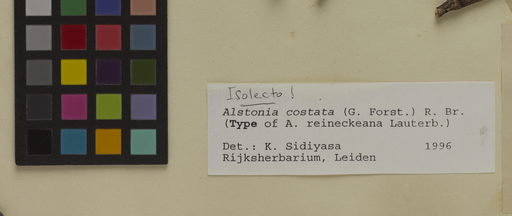 Isolecto!
Alstonia costata (G. Forst.) R. Br.
(Type of A. reineckeana Lauterb.)
Det.: K. Sidiyasa 1996
Rijksherbarium, Leiden